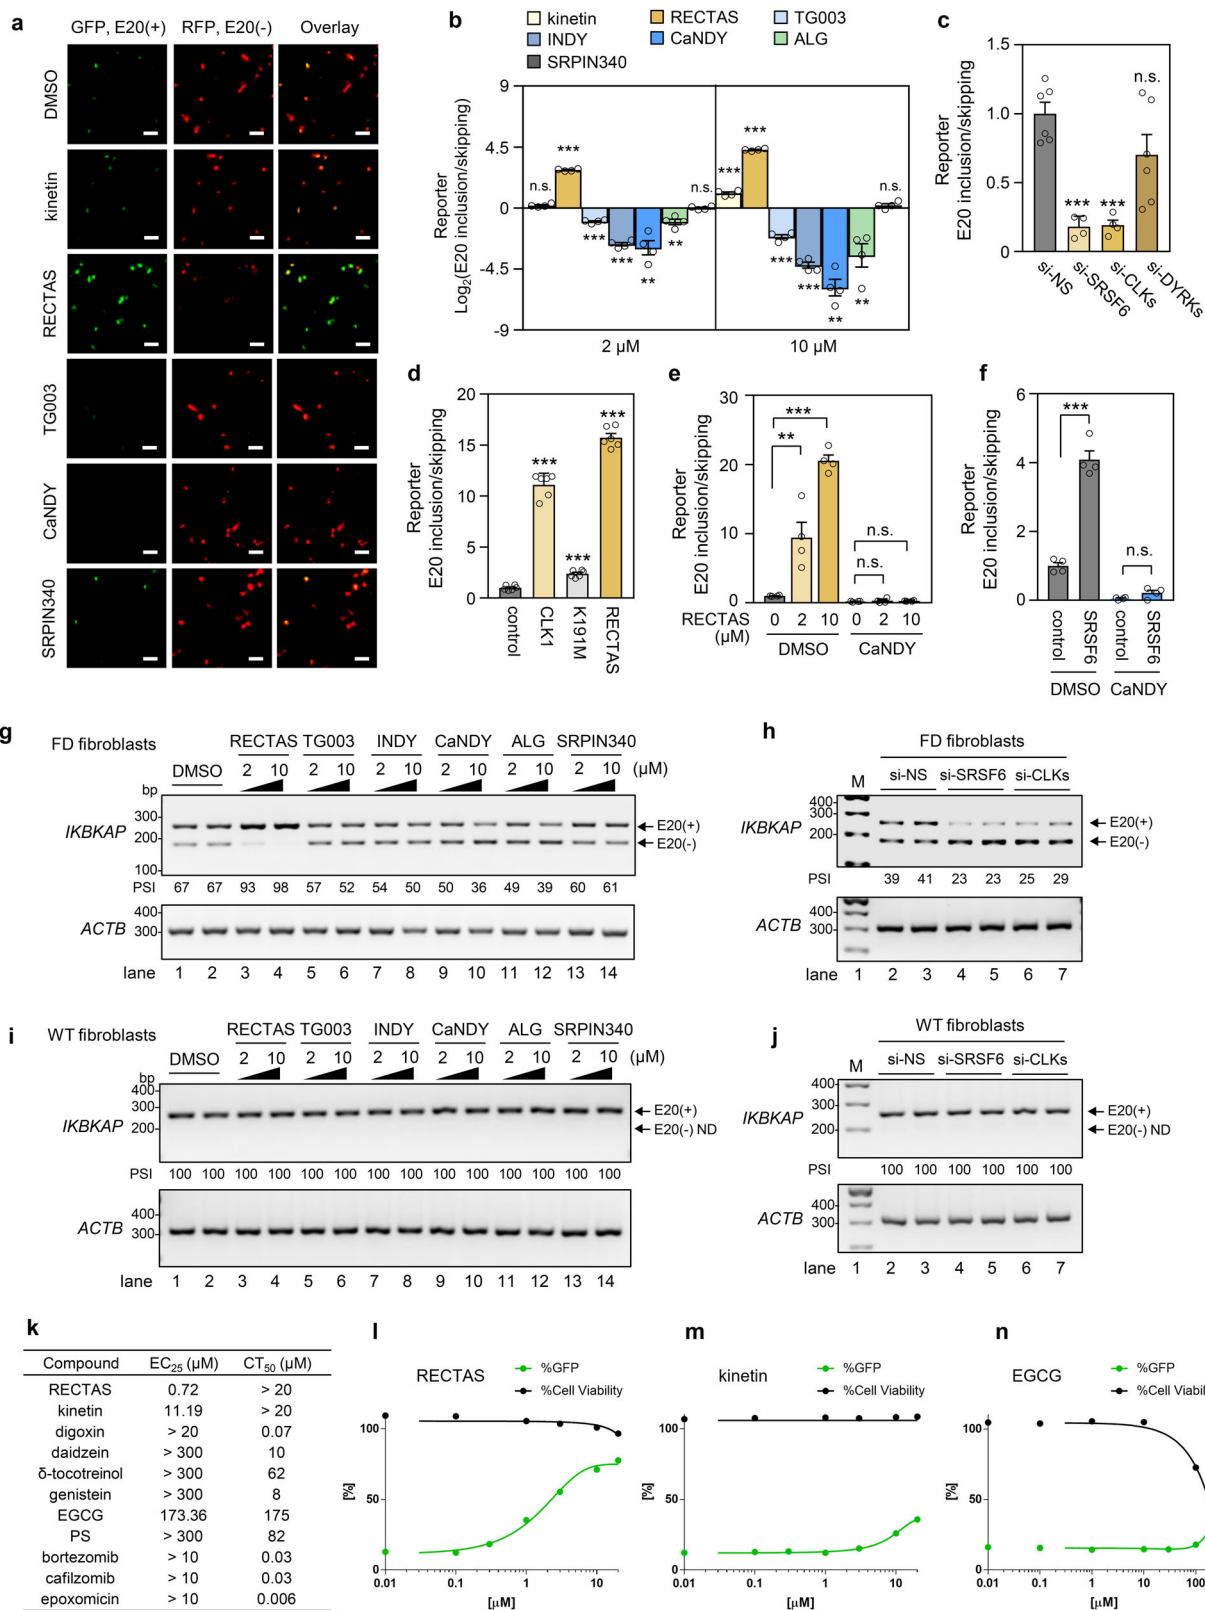 a
GFP, E20(+) RFP, E20(-) Overlay
DMSO
kinetin
RECTAS
TG003
CaNDY
SRPIN340
b
kinetin RECTAS TG003
INDY CaNDY ALG
SRPIN340
Reporter
Log2(E20 inclusion/skipping)
9
4.5
0
-4.5
-9
n.s. *** *** *** ** ** n.s.
*** *** *** *** ** ** n.s.
2 µM 10 µM
c
Reporter
E20 inclusion/skipping
1.5
1.0
0.5
0.0
*** *** n.s.
si-NS si-SRSF6 si-CLKs si-DYRKs
d
Reporter
E20 inclusion/skipping
20
15
10
5
0
*** *** ***
control CLK1 K191M RECTAS
e
Reporter
E20 inclusion/skipping
30
20
10
0
***
**
n.s.
n.s.
RECTAS 0 2 10 0 2 10
(µM) DMSO CaNDY
f
Reporter
E20 inclusion/skipping
6
4
2
0
***
n.s.
control SRSF6 control SRSF6
DMSO CaNDY
g
FD fibroblasts
RECTAS TG003 INDY CaNDY ALG SRPIN340
DMSO 2 10 2 10 2 10 2 10 2 10 2 10 (µM)
bp
300
200
100
IKBKAP
E20(+)
E20(-)
PSI 67 67 93 98 57 52 54 50 50 36 49 39 60 61
400
300
ACTB
lane 1 2 3 4 5 6 7 8 9 10 11 12 13 14
h
FD fibroblasts
M si-NS si-SRSF6 si-CLKs
400
300
200
IKBKAP
E20(+)
E20(-)
PSI 39 41 23 23 25 29
400
300
ACTB
lane 1 2 3 4 5 6 7
i
WT fibroblasts
RECTAS TG003 INDY CaNDY ALG SRPIN340
DMSO 2 10 2 10 2 10 2 10 2 10 2 10 (µM)
bp
400
300
200
IKBKAP
E20(+)
E20(-) ND
PSI 100 100 100 100 100 100 100 100 100 100 100 100 100 100
400
300
ACTB
lane 1 2 3 4 5 6 7 8 9 10 11 12 13 14
j
WT fibroblasts
M si-NS si-SRSF6 si-CLKs
400
300
200
IKBKAP
E20(+)
E20(-) ND
PSI 100 100 100 100 100 100
400
300
ACTB
lane 1 2 3 4 5 6 7
k
Compound EC25 (µM) CT50 (µM)
RECTAS 0.72 > 20
kinetin 11.19 > 20
digoxin > 20 0.07
daidzein > 300 10
δ-tocotreinol > 300 62
genistein > 300 8
EGCG 173.36 175
PS > 300 82
bortezomib > 10 0.03
cafilzomib > 10 0.03
epoxomicin > 10 0.006
l
RECTAS
%GFP
%Cell Viability
[%]
100
50
0
0.01 0.1 1 10
[µM]
m
kinetin
%GFP
%Cell Viability
[%]
100
50
0
0.01 0.1 1 10
[µM]
n
EGCG
%GFP
%Cell Viabil
[%]
100
50
0
0.01 0.1 1 10 100
[µM]